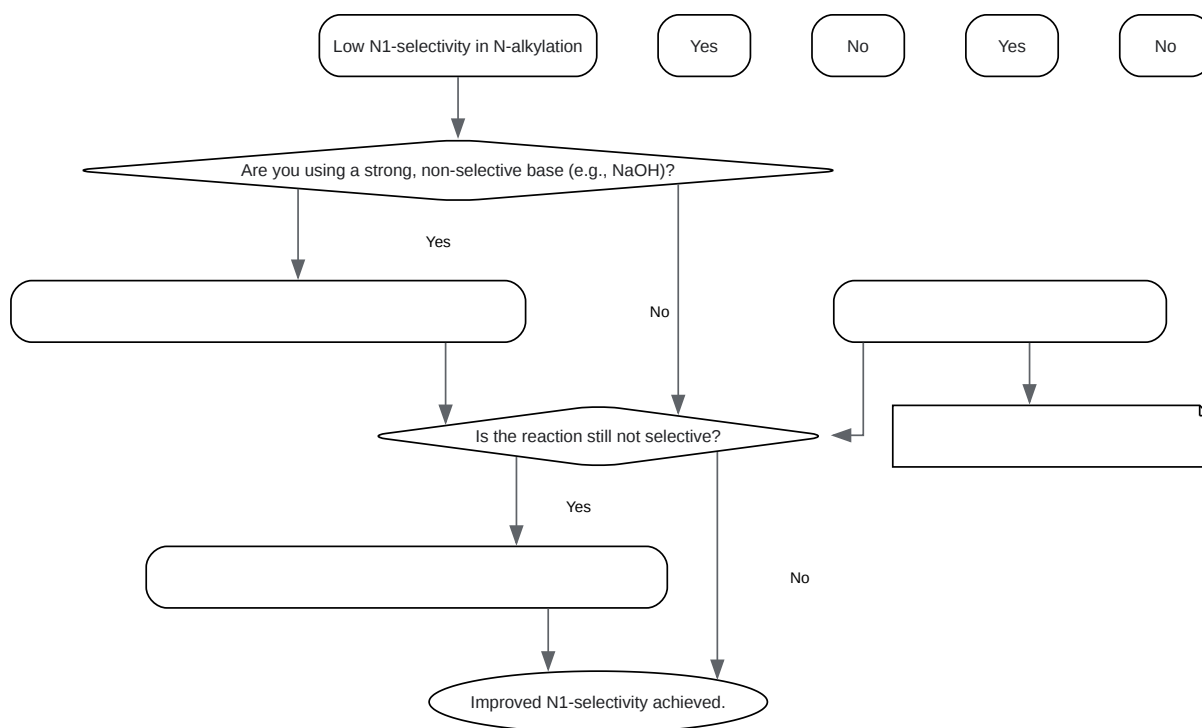 Low N1-selectivity in N-alkylation
Yes
No
Yes
No
Are you using a strong, non-selective base (e.g., NaOH)?
Yes
No
Is the reaction still not selective?
Yes
No
Improved N1-selectivity achieved.